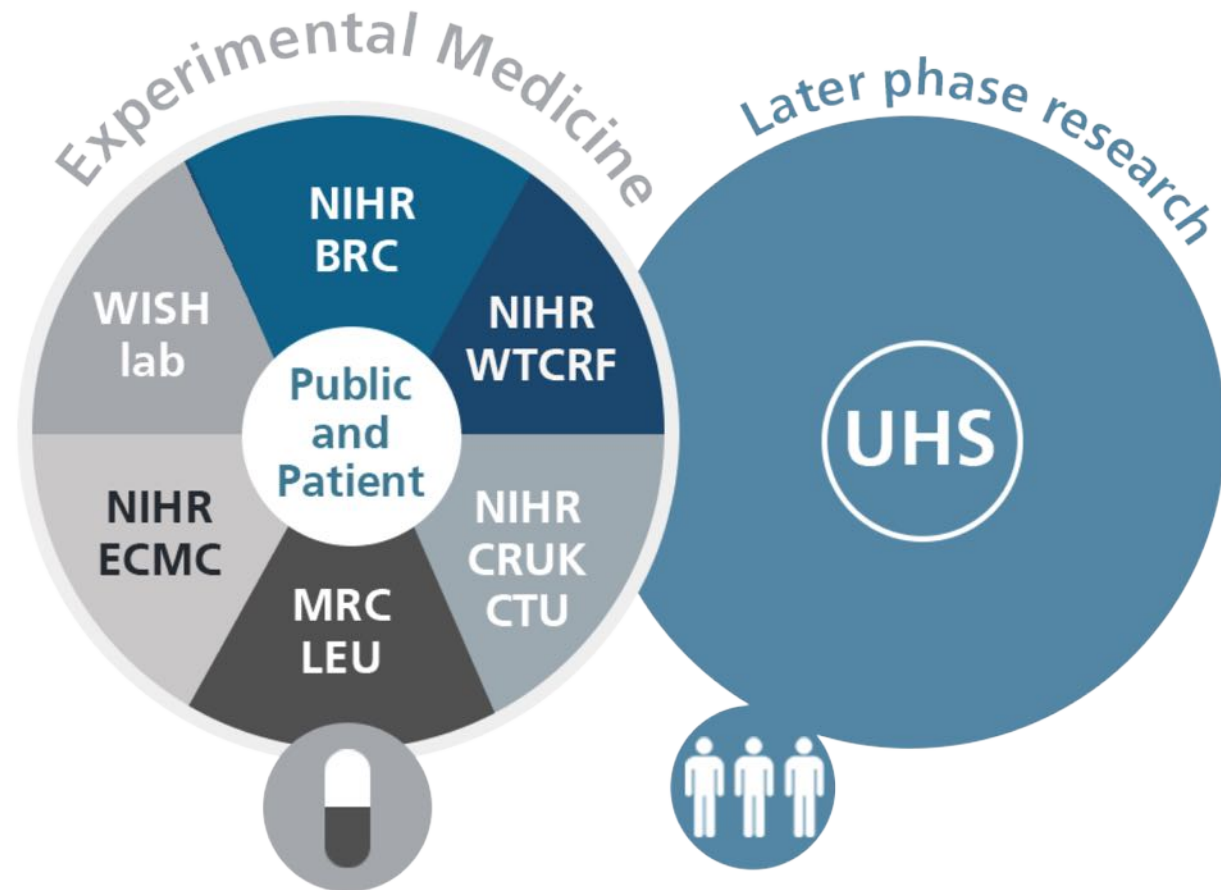 Experimental Medicine
Later phase research
NIHR
BRC
NIHR
WTCRF
NIHR
CRUK
CTU
MRC
LEU
NIHR
ECMC
WISH
lab
Public
and
Patient
UHS